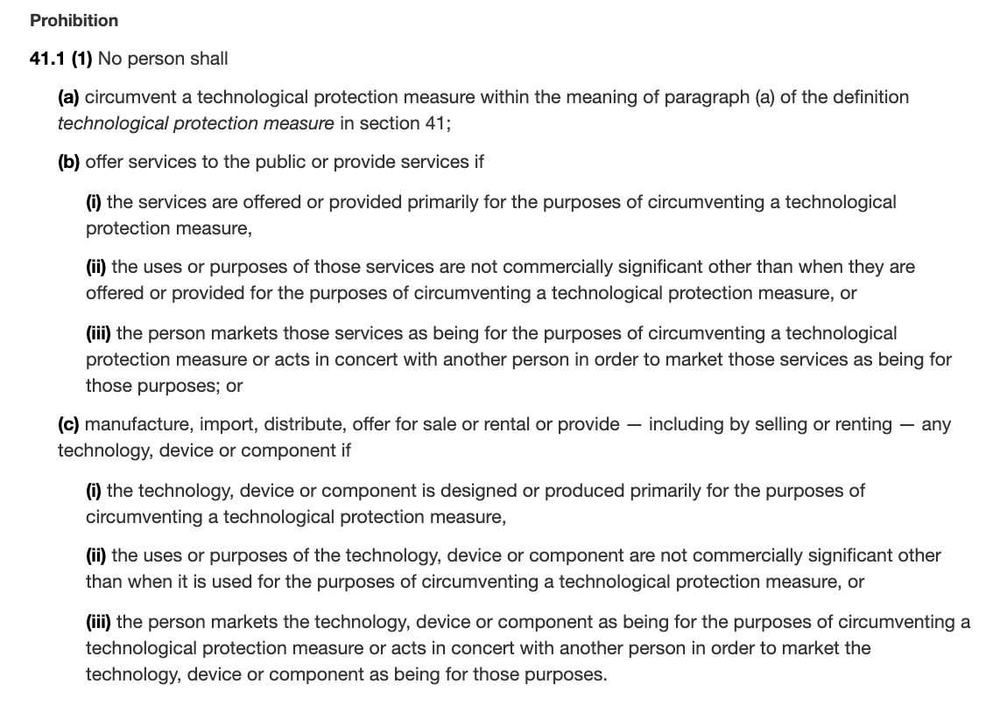 Prohibition
41.1 (1) No person shall
(a) circumvent a technological protection measure within the meaning of paragraph (a) of the definition
technological protection measure in section 41;
(b) offer services to the public or provide services if
(i) the services are offered or provided primarily for the purposes of circumventing a technological
protection measure,
(ii) the uses or purposes of those services are not commercially significant other than when they are
offered or provided for the purposes of circumventing a technological protection measure, or
(iii) the person markets those services as being for the purposes of circumventing a technological
protection measure or acts in concert with another person in order to market those services as being for
those purposes; or
(c) manufacture, import, distribute, offer for sale or rental or provide — including by selling or renting — any
technology, device or component if
(i) the technology, device or component is designed or produced primarily for the purposes of
circumventing a technological protection measure,
(ii) the uses or purposes of the technology, device or component are not commercially significant other
than when it is used for the purposes of circumventing a technological protection measure, or
(iii) the person markets the technology, device or component as being for the purposes of circumventing a
technological protection measure or acts in concert with another person in order to market the
technology, device or component as being for those purposes.